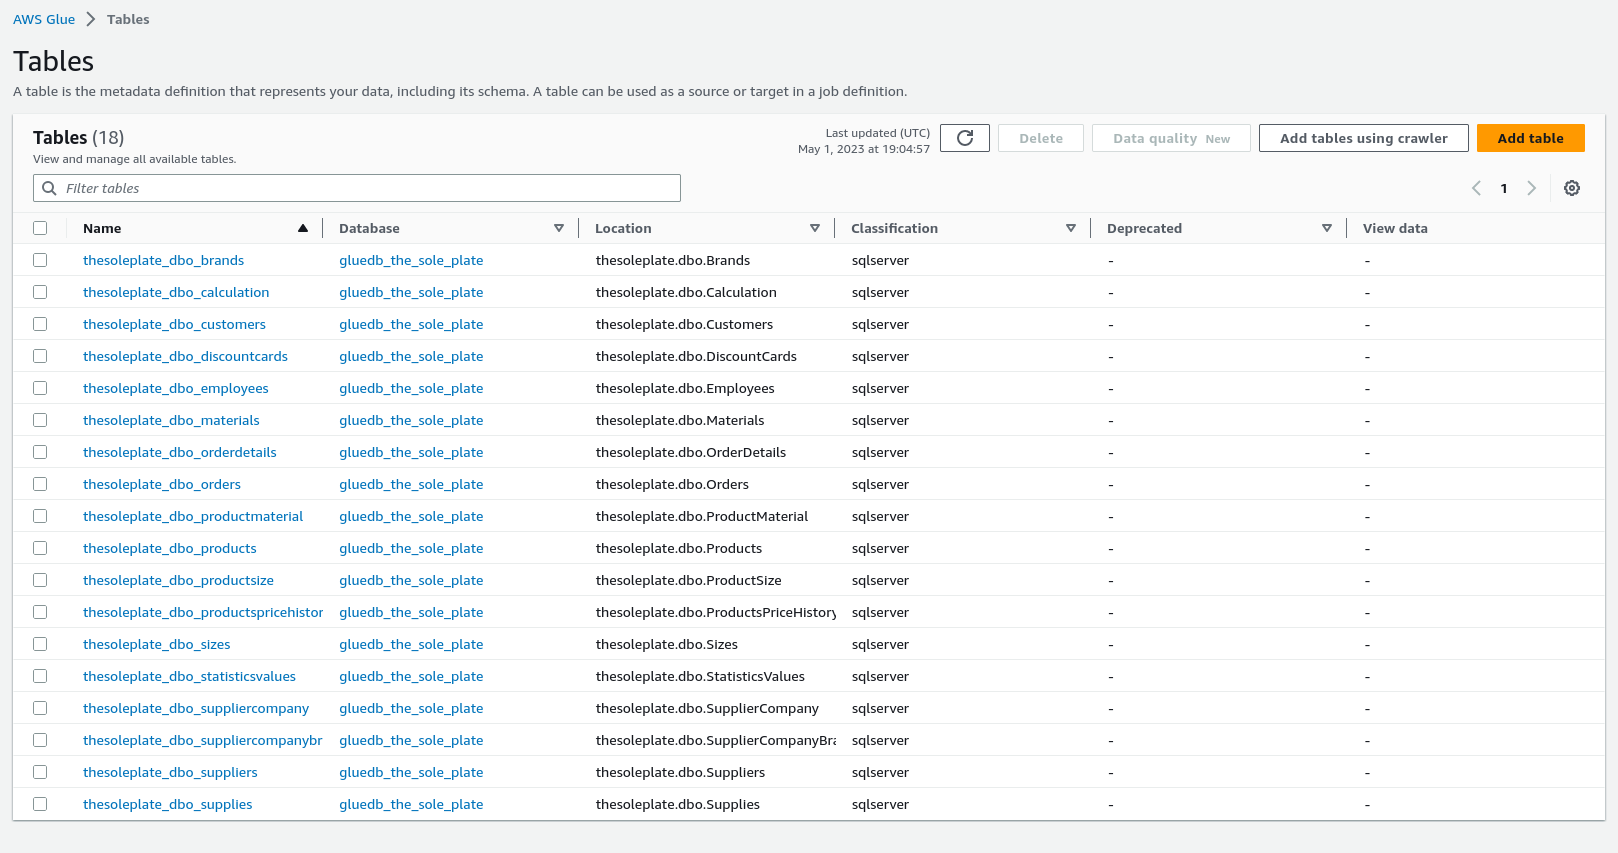 AWS Glue > Tables
Tables
A table is the metadata definition that represents your data, including its schema. A table can be used as a source or target in a job definition.
Tables (18)
View and manage all available tables.
Last updated (UTC)
May 1, 2023 at 19:04:57
Delete
Data quality New
Add tables using crawler
Add table
Filter tables
1
Name Database Location Classification Deprecated View data
thesoleplate_dbo_brands gluedb_the_sole_plate thesoleplate.dbo.Brands sqlserver - -
thesoleplate_dbo_calculation gluedb_the_sole_plate thesoleplate.dbo.Calculation sqlserver - -
thesoleplate_dbo_customers gluedb_the_sole_plate thesoleplate.dbo.Customers sqlserver - -
thesoleplate_dbo_discountcards gluedb_the_sole_plate thesoleplate.dbo.DiscountCards sqlserver - -
thesoleplate_dbo_employees gluedb_the_sole_plate thesoleplate.dbo.Employees sqlserver - -
thesoleplate_dbo_materials gluedb_the_sole_plate thesoleplate.dbo.Materials sqlserver - -
thesoleplate_dbo_orderdetails gluedb_the_sole_plate thesoleplate.dbo.OrderDetails sqlserver - -
thesoleplate_dbo_orders gluedb_the_sole_plate thesoleplate.dbo.Orders sqlserver - -
thesoleplate_dbo_productmaterial gluedb_the_sole_plate thesoleplate.dbo.ProductMaterial sqlserver - -
thesoleplate_dbo_products gluedb_the_sole_plate thesoleplate.dbo.Products sqlserver - -
thesoleplate_dbo_productsize gluedb_the_sole_plate thesoleplate.dbo.ProductSize sqlserver - -
thesoleplate_dbo_productspricehistor gluedb_the_sole_plate thesoleplate.dbo.ProductsPriceHistory sqlserver - -
thesoleplate_dbo_sizes gluedb_the_sole_plate thesoleplate.dbo.Sizes sqlserver - -
thesoleplate_dbo_statisticsvalues gluedb_the_sole_plate thesoleplate.dbo.StatisticsValues sqlserver - -
thesoleplate_dbo_suppliercompany gluedb_the_sole_plate thesoleplate.dbo.SupplierCompany sqlserver - -
thesoleplate_dbo_suppliercompanybr gluedb_the_sole_plate thesoleplate.dbo.SupplierCompanyBra sqlserver - -
thesoleplate_dbo_suppliers gluedb_the_sole_plate thesoleplate.dbo.Suppliers sqlserver - -
thesoleplate_dbo_supplies gluedb_the_sole_plate thesoleplate.dbo.Supplies sqlserver - -